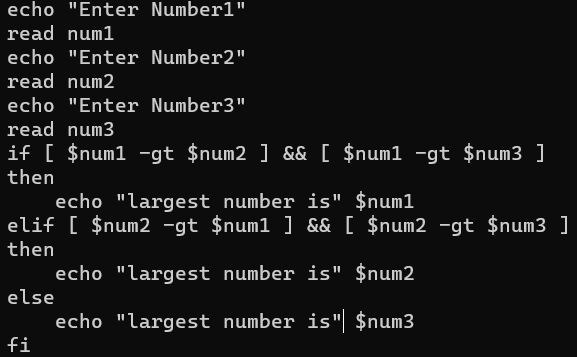 echo "Enter Number1"
read num1
echo "Enter Number2"
read num2
echo "Enter Number3"
read num3
if [ $num1 -gt $num2 ] && [ $num1 -gt $num3 ]
then
    echo "largest number is" $num1
elif [ $num2 -gt $num1 ] && [ $num2 -gt $num3 ]
then
    echo "largest number is" $num2
else
    echo "largest number is" $num3
fi